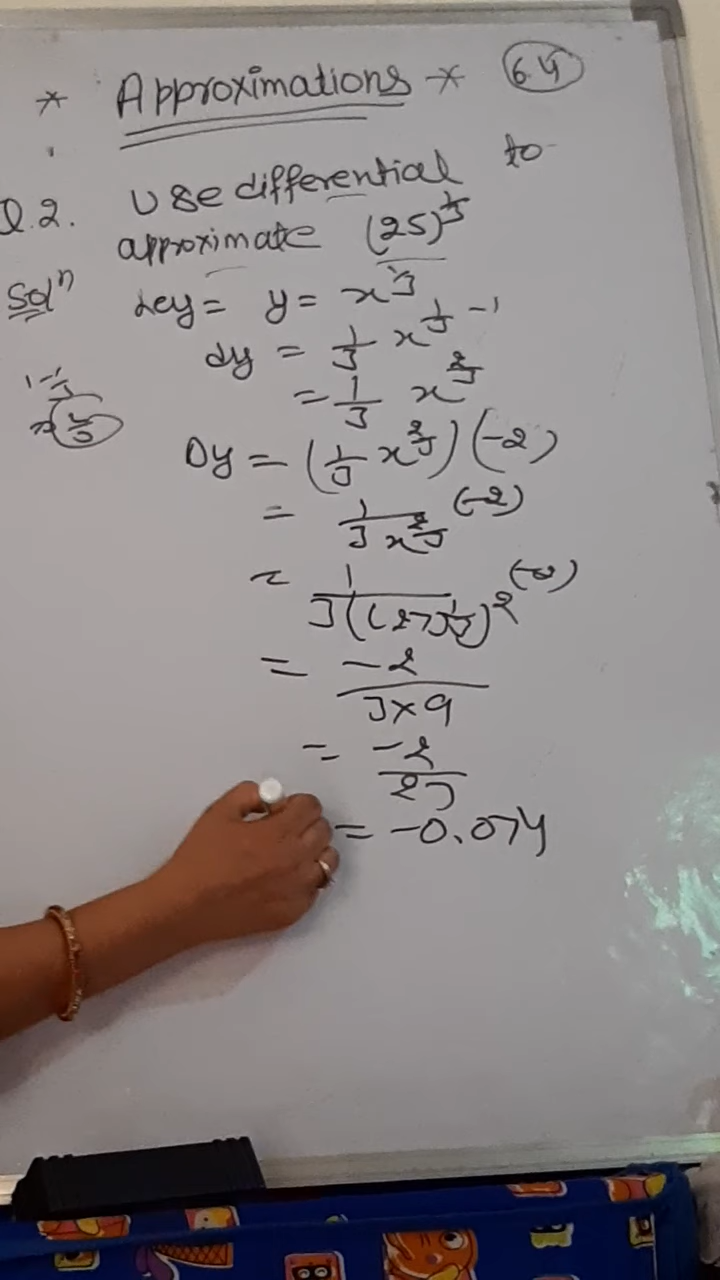 * Approximations * 6.4
Q.2. Use differential to
approximate (25)^1/3
Solⁿ Ley = y = x^1/3
dy = 1/3 x^1/3 - 1
= 1/3 x^2/3
Dy = (1/3 x^2/3) (-2)
= 1/3x^2/3 (-2)
= 1/3((27)^1/3)^2 (-2)
= -2/3×9
= -2/27
= -0.074